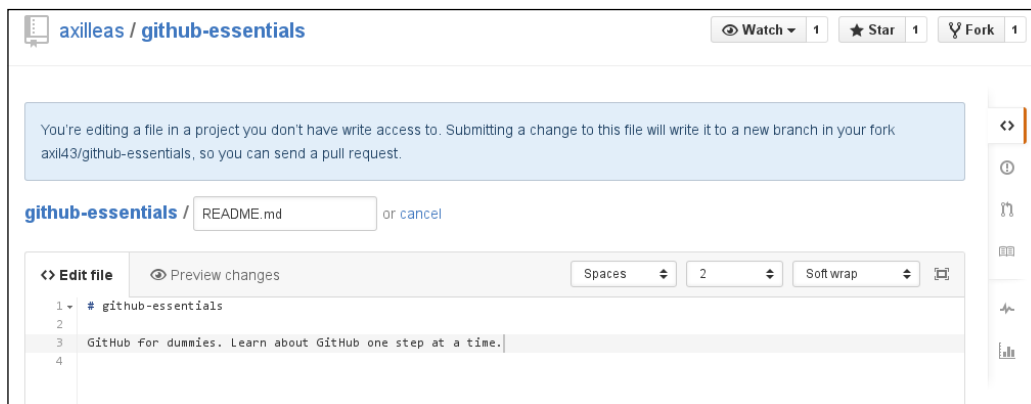 axilleas / github-essentials
Watch 1 Star 1 Fork 1
You're editing a file in a project you don't have write access to. Submitting a change to this file will write it to a new branch in your fork
axil43/github-essentials, so you can send a pull request.
github-essentials / README.md or cancel
<> Edit file Preview changes Spaces 2 Soft wrap
1 # github-essentials
2
3 GitHub for dummies. Learn about GitHub one step at a time.
4